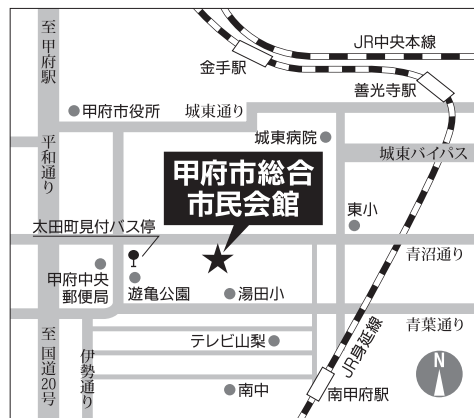 至 甲府駅
JR中央本線
金手駅
善光寺駅
甲府市役所
城東通り
城東病院
平和通り
城東バイパス
甲府市総合
市民会館
東小
太田町見付バス停
青沼通り
甲府中央
郵便局
遊亀公園
湯田小
青葉通り
テレビ山梨
JR身延線
至 国道20号
伊勢通り
南中
南甲府駅
N